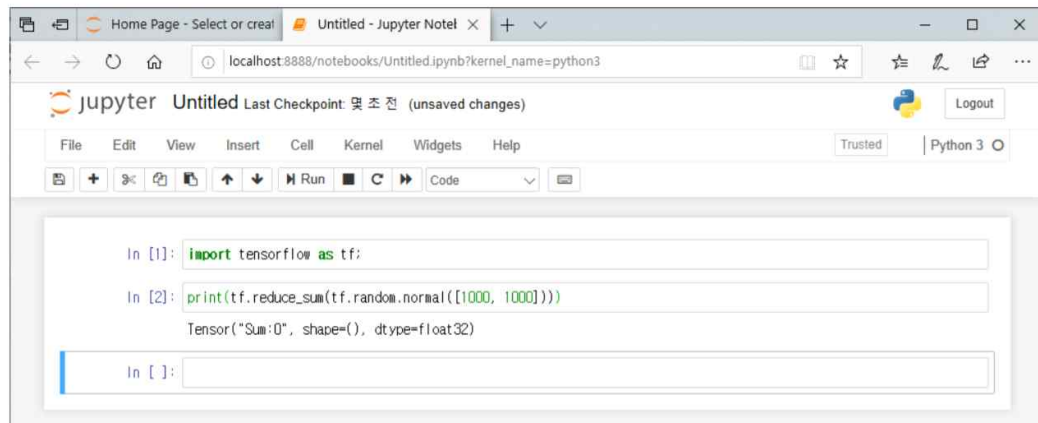 Home Page - Select or creat
Untitled - Jupyter Notel
localhost:8888/notebooks/Untitled.ipynb?kernel_name=python3
jupyter Untitled Last Checkpoint: 몇 초 전 (unsaved changes)
Logout
File Edit View Insert Cell Kernel Widgets Help
Trusted
Python 3
Run
Code
In [1]: import tensorflow as tf;
In [2]: print(tf.reduce_sum(tf.random.normal([1000, 1000])))
Tensor("Sum:0", shape=(), dtype=float32)
In [ ]: